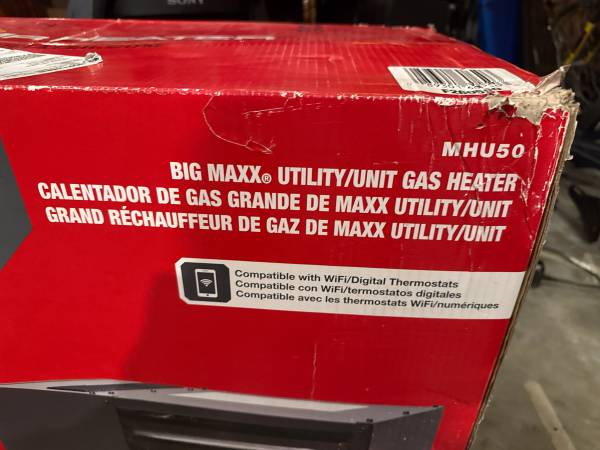 SONY
HEATER
MHU50
BIG MAXX® UTILITY/UNIT GAS HEATER
CALENTADOR DE GAS GRANDE DE MAXX UTILITY/UNIT
GRAND RÉCHAUFFEUR DE GAZ DE MAXX UTILITY/UNIT
Compatible with WiFi/Digital Thermostats
Compatible con WiFi/termostatos digitales
Compatible avec les thermostats WiFi/numériques